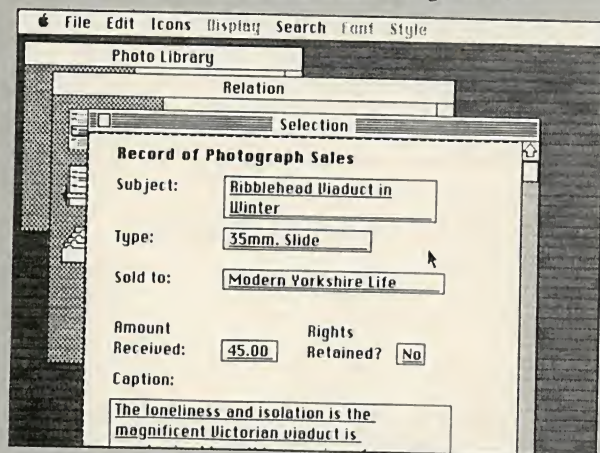 File Edit Icons Display Search Font Style
Photo Library
Relation
Selection
Record of Photograph Sales
Subject: Ribblehead Viaduct in
Winter
Type: 35mm. Slide
Sold to: Modern Yorkshire Life
Amount Rights
Received: 45.00 Retained? No
Caption:
The loneliness and isolation is the
magnificent Victorian viaduct is